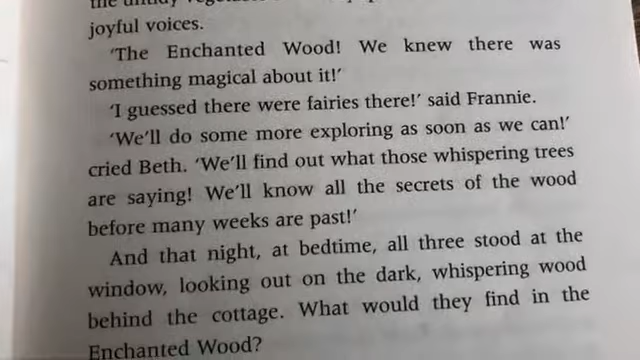 the untidy
joyful voices.
'The Enchanted Wood! We knew there was
something magical about it!'
'I guessed there were fairies there!' said Frannie.
'We'll do some more exploring as soon as we can!'
cried Beth. 'We'll find out what those whispering trees
are saying! We'll know all the secrets of the wood
before many weeks are past!'
And that night, at bedtime, all three stood at the
window, looking out on the dark, whispering wood
behind the cottage. What would they find in the
Enchanted Wood?